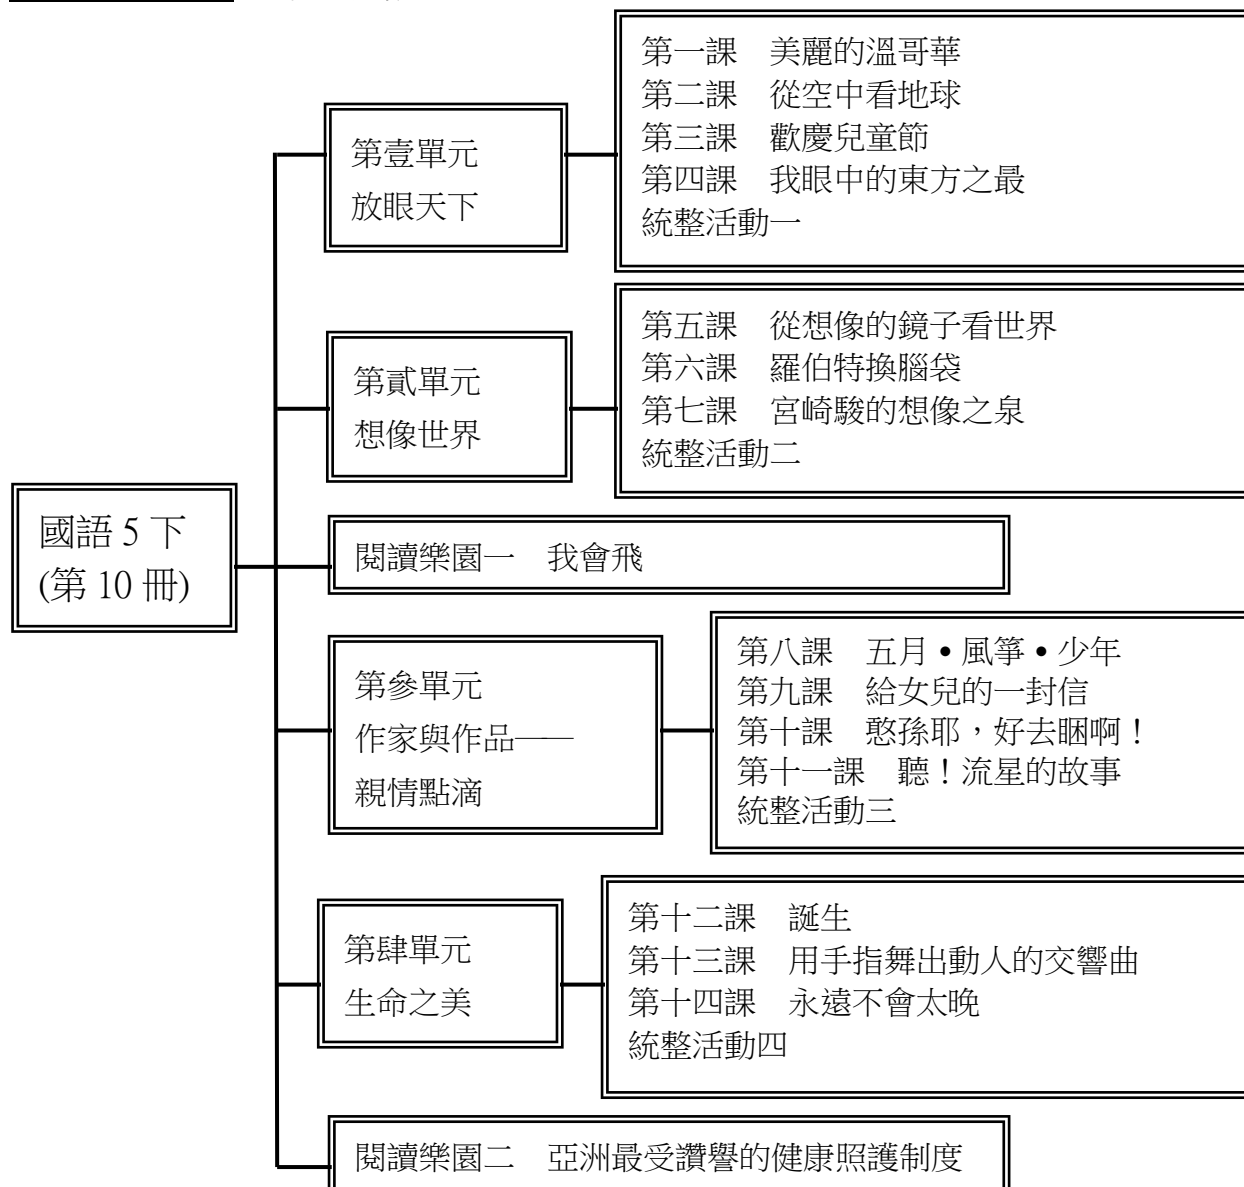 國語 5 下
(第 10 冊)
第壹單元
放眼天下
第一課　美麗的溫哥華
第二課　從空中看地球
第三課　歡慶兒童節
第四課　我眼中的東方之最
統整活動一
第貳單元
想像世界
第五課　從想像的鏡子看世界
第六課　羅伯特換腦袋
第七課　宮崎駿的想像之泉
統整活動二
閱讀樂園一　我會飛
第參單元
作家與作品——
親情點滴
第八課　五月•風箏•少年
第九課　給女兒的一封信
第十課　憨孫耶，好去睏啊！
第十一課　聽！流星的故事
統整活動三
第肆單元
生命之美
第十二課　誕生
第十三課　用手指舞出動人的交響曲
第十四課　永遠不會太晚
統整活動四
閱讀樂園二　亞洲最受讚譽的健康照護制度